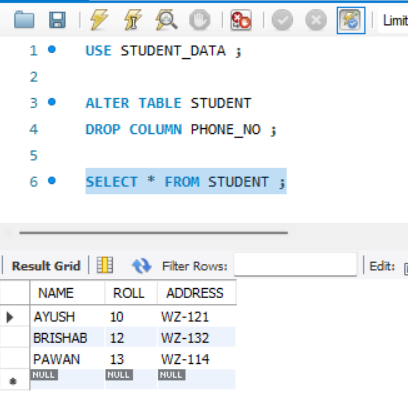 Limit
1 USE STUDENT_DATA ;
2
3 ALTER TABLE STUDENT
4 DROP COLUMN PHONE_NO ;
5
6 SELECT * FROM STUDENT ;
Result Grid Filter Rows: Edit:
NAME ROLL ADDRESS
AYUSH 10 WZ-121
BRISHAB 12 WZ-132
PAWAN 13 WZ-114
NULL NULL NULL